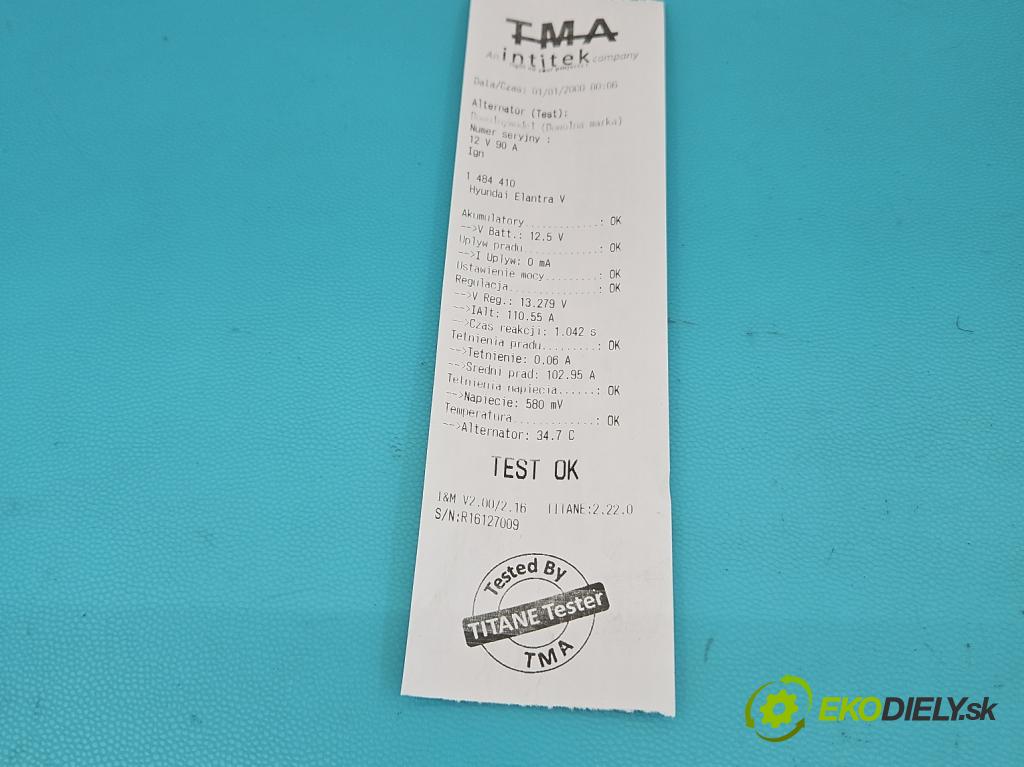 TMA
An intitek company
Data/Czas: 01/01/2000 00:06
Alternator (Test):
(Dowolna marka)
Numer seryjny :
12 V 90 A
Ign
1 484 410
Hyundai Elantra V
Akumulatory............: OK
-->V Batt.: 12.5 V
Uplyw pradu............: OK
-->I Uplyw: 0 mA
Ustawienie mocy........: OK
Regulacja..............: OK
-->V Reg.: 13.279 V
-->IAlt: 110.55 A
-->Czas reakcji: 1.042 s
Tetnienia pradu.........: OK
-->Tetnienie: 0.06 A
-->Sredni prad: 102.95 A
Tetnienia napiecia......: OK
-->Napiecie: 580 mV
Temperatura.............: OK
-->Alternator: 34.7 C
TEST OK
I&M V2.00/2.16 TITANE:2.22.0
S/N:R16127009
Tested By
TITANE Tester
TMA
EKODIELY.sk